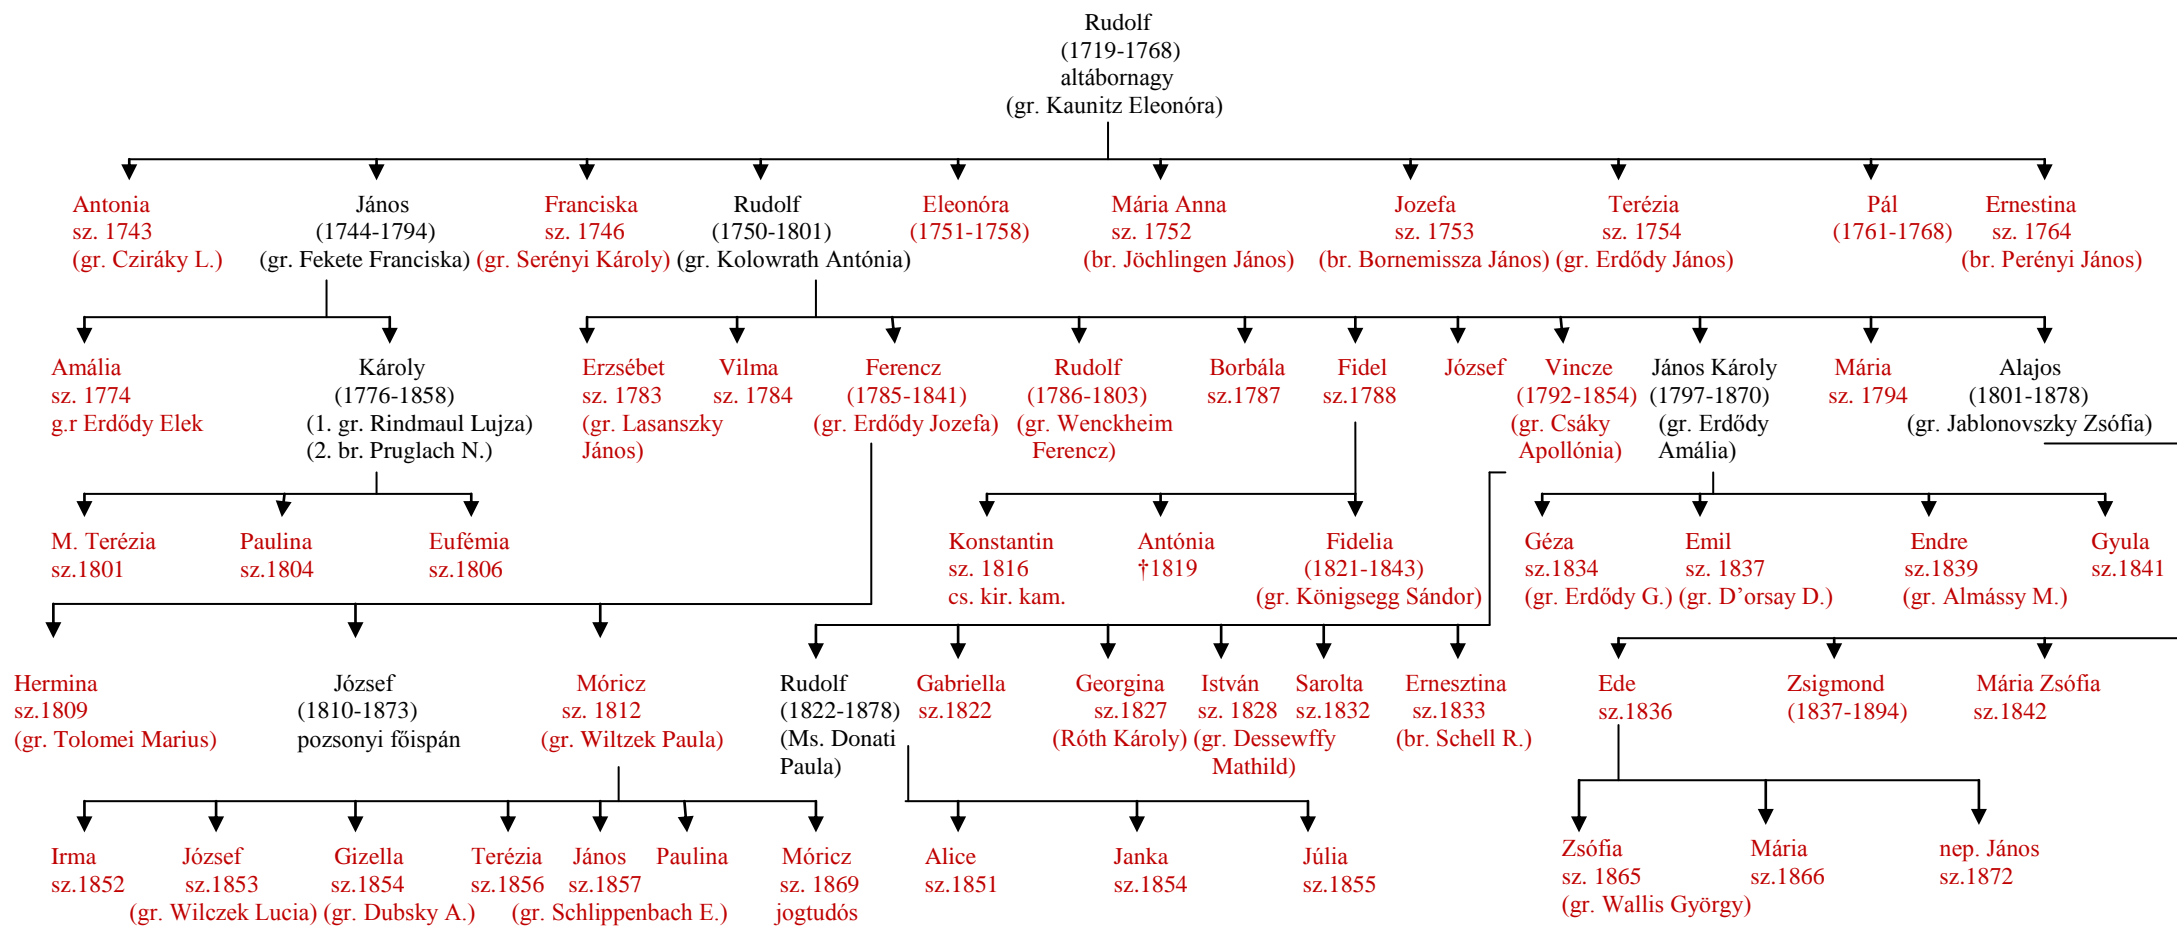 Rudolf
(1719-1768)
altábornagy
(gr. Kaunitz Eleonóra)
Antonia
sz. 1743
(gr. Cziráky L.)
János
(1744-1794)
(gr. Fekete Franciska)
Franciska
sz. 1746
(gr. Serényi Károly)
Rudolf
(1750-1801)
(gr. Kolowrath Antónia)
Eleonóra
(1751-1758)
Mária Anna
sz. 1752
(br. Jöchlingen János)
Jozefa
sz. 1753
(br. Bornemissza János)
Terézia
sz. 1754
(gr. Erdődy János)
Pál
(1761-1768)
Ernestina
sz. 1764
(br. Perényi János)
Amália
sz. 1774
g.r Erdődy Elek
Károly
(1776-1858)
(1. gr. Rindmaul Lujza)
(2. br. Pruglach N.)
Erzsébet
sz. 1783
(gr. Lasanszky
János)
Vilma
sz. 1784
Ferencz
(1785-1841)
(gr. Erdődy Jozefa)
Rudolf
(1786-1803)
(gr. Wenckheim
Ferencz)
Borbála
sz.1787
Fidel
sz.1788
József
Vincze
(1792-1854)
(gr. Csáky
Apollónia)
János Károly
(1797-1870)
(gr. Erdődy
Amália)
Mária
sz. 1794
Alajos
(1801-1878)
(gr. Jablonovszky Zsófia)
M. Terézia
sz.1801
Paulina
sz.1804
Eufémia
sz.1806
Konstantin
sz. 1816
cs. kir. kam.
Antónia
†1819
Fidelia
(1821-1843)
(gr. Königsegg Sándor)
Géza
sz.1834
(gr. Erdődy G.)
Emil
sz. 1837
(gr. D’orsay D.)
Endre
sz.1839
(gr. Almássy M.)
Gyula
sz.1841
Hermina
sz.1809
(gr. Tolomei Marius)
József
(1810-1873)
pozsonyi főispán
Móricz
sz. 1812
(gr. Wiltzek Paula)
Rudolf
(1822-1878)
(Ms. Donati
Paula)
Gabriella
sz.1822
Georgina
sz.1827
(Róth Károly)
István
sz. 1828
(gr. Dessewffy
Mathild)
Sarolta
sz.1832
Ernesztina
sz.1833
(br. Schell R.)
Ede
sz.1836
Zsigmond
(1837-1894)
Mária Zsófia
sz.1842
Irma
sz.1852
József
sz.1853
(gr. Wilczek Lucia)
Gizella
sz.1854
(gr. Dubsky A.)
Terézia
sz.1856
János
sz.1857
(gr. Schlippenbach E.)
Paulina
Móricz
sz. 1869
jogtudós
Alice
sz.1851
Janka
sz.1854
Júlia
sz.1855
Zsófia
sz. 1865
(gr. Wallis György)
Mária
sz.1866
nep. János
sz.1872